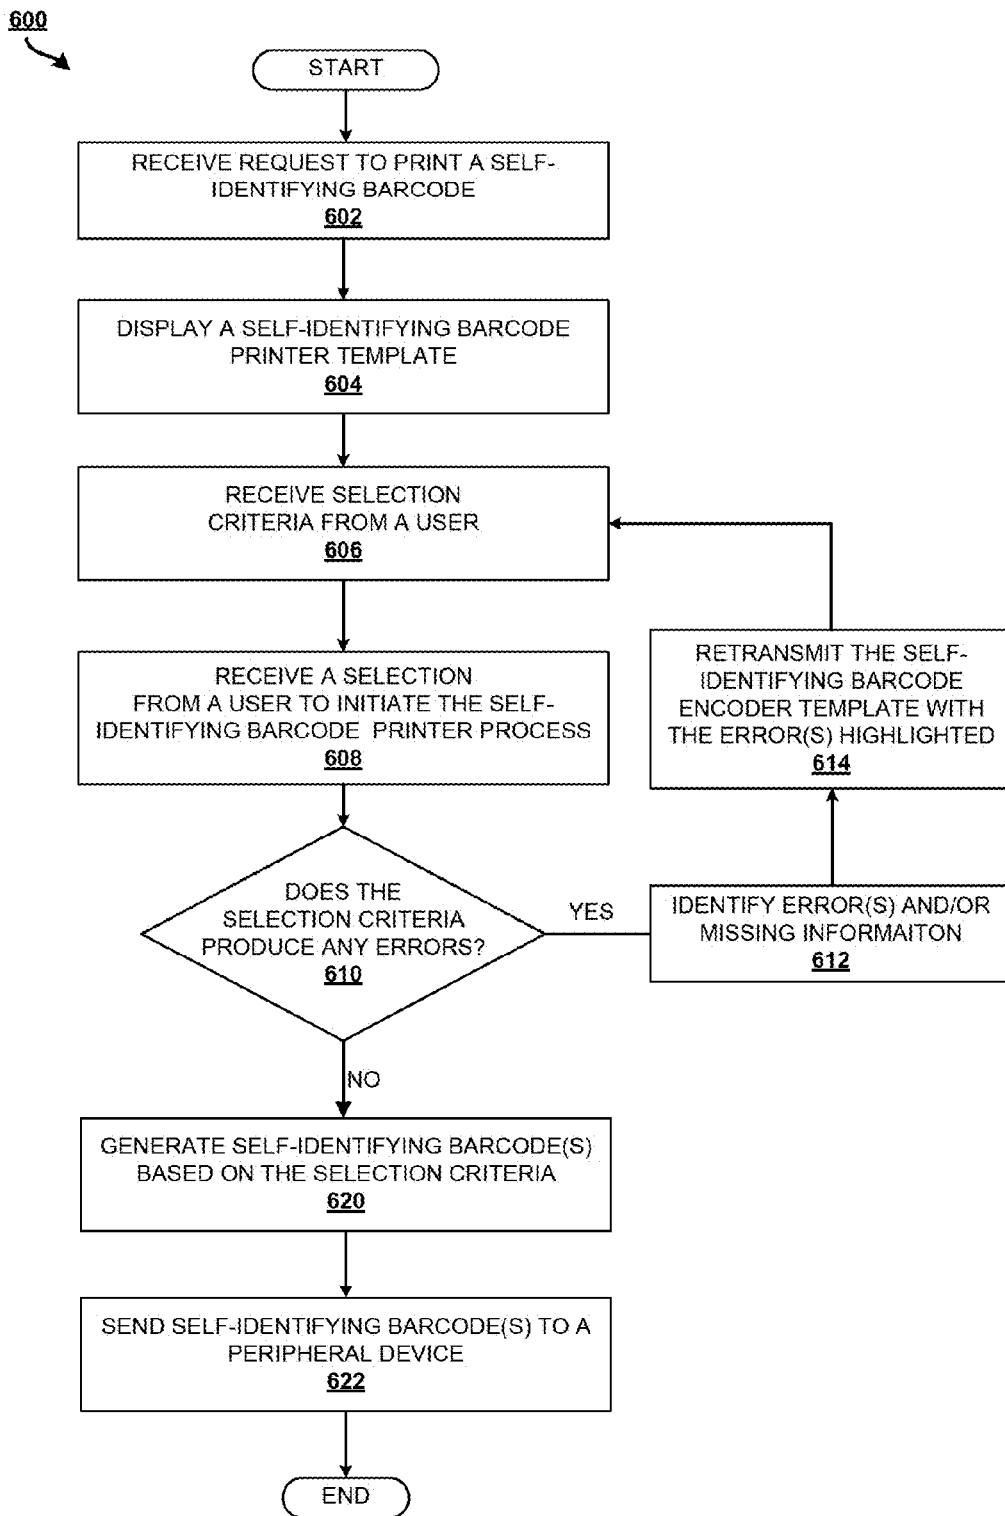 600
START
RECEIVE REQUEST TO PRINT A SELF-
IDENTIFYING BARCODE
602
DISPLAY A SELF-IDENTIFYING BARCODE
PRINTER TEMPLATE
604
RECEIVE SELECTION
CRITERIA FROM A USER
606
RECEIVE A SELECTION
FROM A USER TO INITIATE THE SELF-
IDENTIFYING BARCODE PRINTER PROCESS
608
RETRANSMIT THE SELF-
IDENTIFYING BARCODE
ENCODER TEMPLATE WITH
THE ERROR(S) HIGHLIGHTED
614
DOES THE
SELECTION CRITERIA
PRODUCE ANY ERRORS?
610
YES
IDENTIFY ERROR(S) AND/OR
MISSING INFORMAITON
612
NO
GENERATE SELF-IDENTIFYING BARCODE(S)
BASED ON THE SELECTION CRITERIA
620
SEND SELF-IDENTIFYING BARCODE(S) TO A
PERIPHERAL DEVICE
622
END